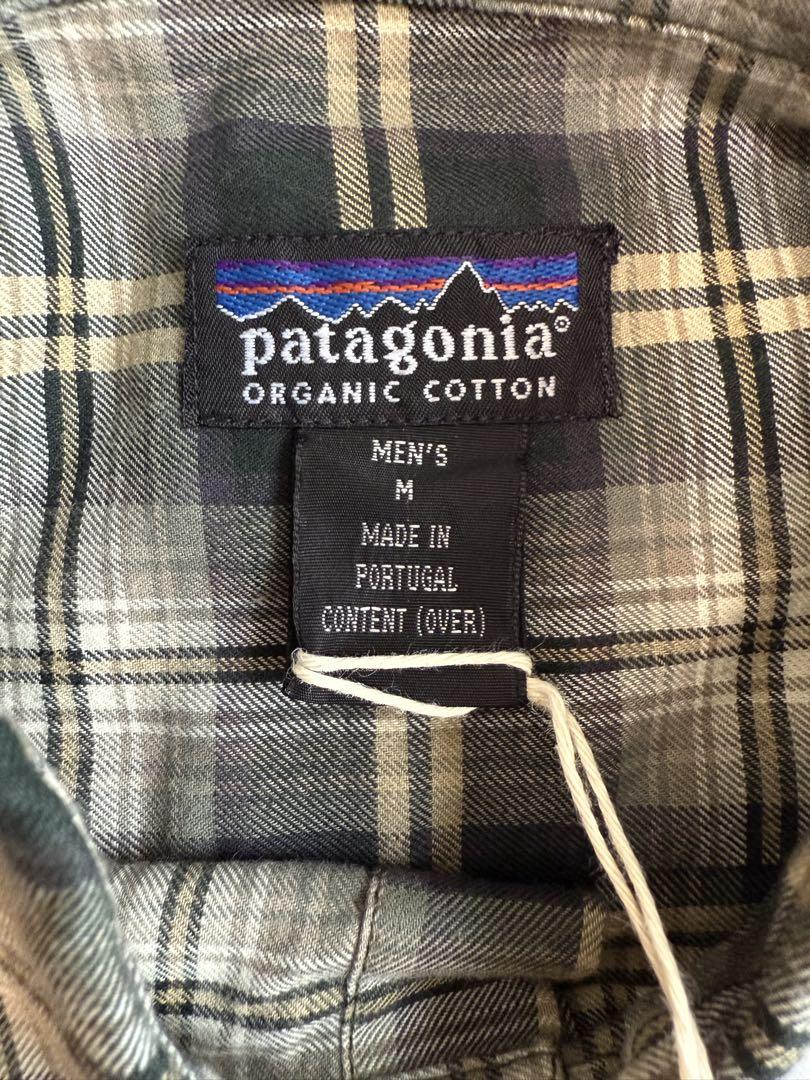 patagonia®
ORGANIC COTTON
MEN'S
M
MADE IN
PORTUGAL
CONTENT (OVER)